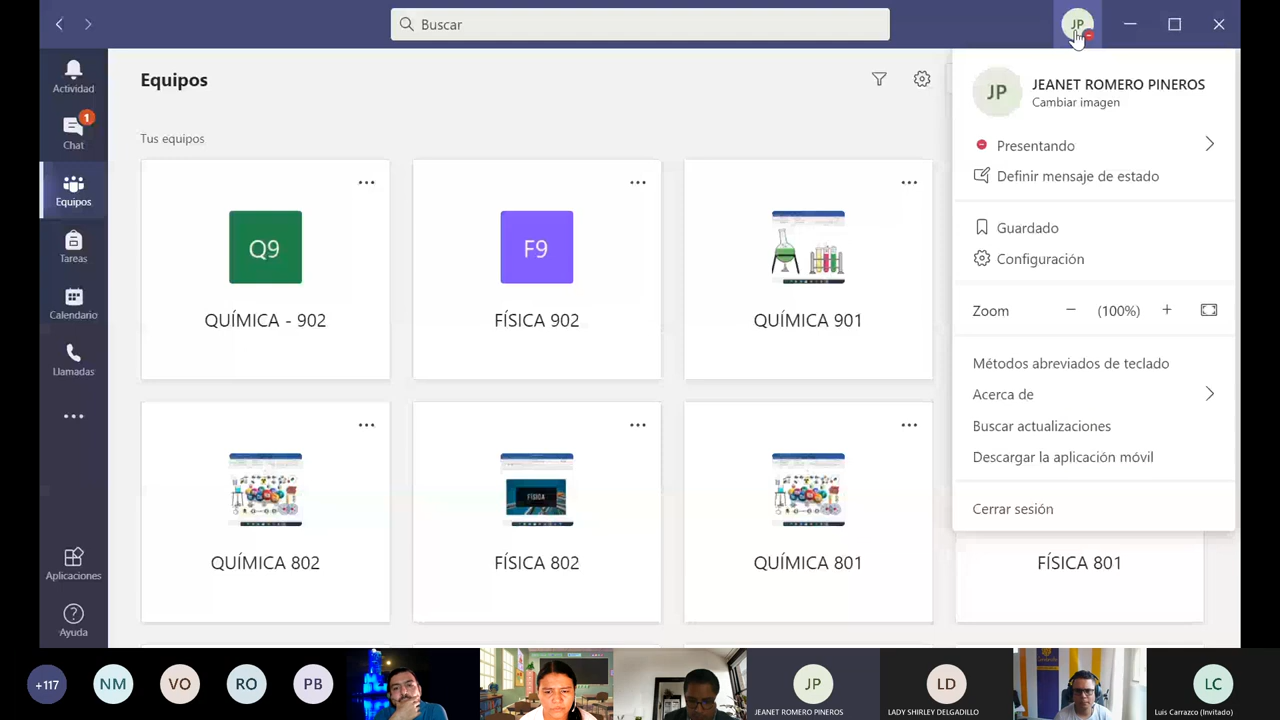 Buscar
JP
Actividad
1
Chat
Equipos
Tareas
Calendario
Llamadas
Aplicaciones
Ayuda
Equipos
Tus equipos
Q9
QUÍMICA - 902
F9
FÍSICA 902
QUÍMICA 901
QUÍMICA 802
FÍSICA
FÍSICA 802
QUÍMICA 801
FÍSICA 801
JP
JEANET ROMERO PINEROS
Cambiar imagen
Presentando
Definir mensaje de estado
Guardado
Configuración
Zoom (100%)
Métodos abreviados de teclado
Acerca de
Buscar actualizaciones
Descargar la aplicación móvil
Cerrar sesión
+117
NM
VO
RO
PB
JP
JEANET ROMERO PINEROS
LD
LADY SHIRLEY DELGADILLO
LC
Luis Carrazco (Invitado)